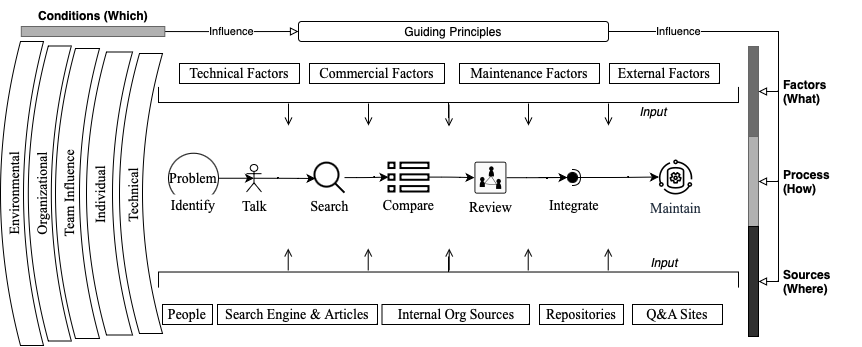 Conditions (Which)
Influence
Guiding Principles
Influence
Technical Factors
Commercial Factors
Maintenance Factors
External Factors
Factors
(What)
Input
Environmental
Organizational
Team Influence
Individual
Technical
Problem
Identify
Talk
Search
Compare
Review
Integrate
Maintain
Process
(How)
Input
Sources
(Where)
People
Search Engine & Articles
Internal Org Sources
Repositories
Q&A Sites